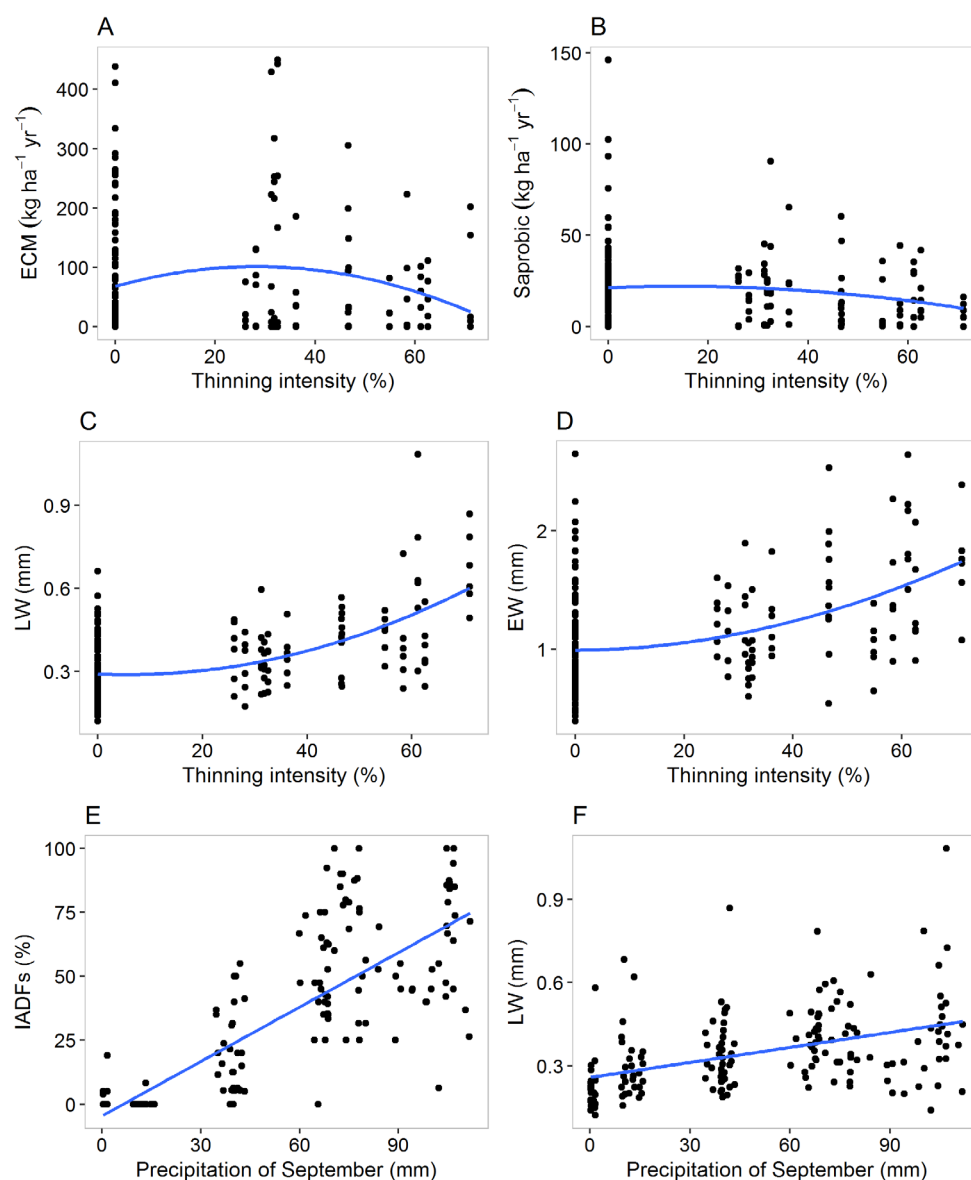 A
400
300
200
100
0
ECM (kg ha⁻¹ yr⁻¹)
0 20 40 60
Thinning intensity (%)
B
150
100
50
0
Saprobic (kg ha⁻¹ yr⁻¹)
0 20 40 60
Thinning intensity (%)
C
0.9
0.6
0.3
LW (mm)
0 20 40 60
Thinning intensity (%)
D
2
1
EW (mm)
0 20 40 60
Thinning intensity (%)
E
100
75
50
25
0
IADFs (%)
0 30 60 90
Precipitation of September (mm)
F
0.9
0.6
0.3
LW (mm)
0 30 60 90
Precipitation of September (mm)